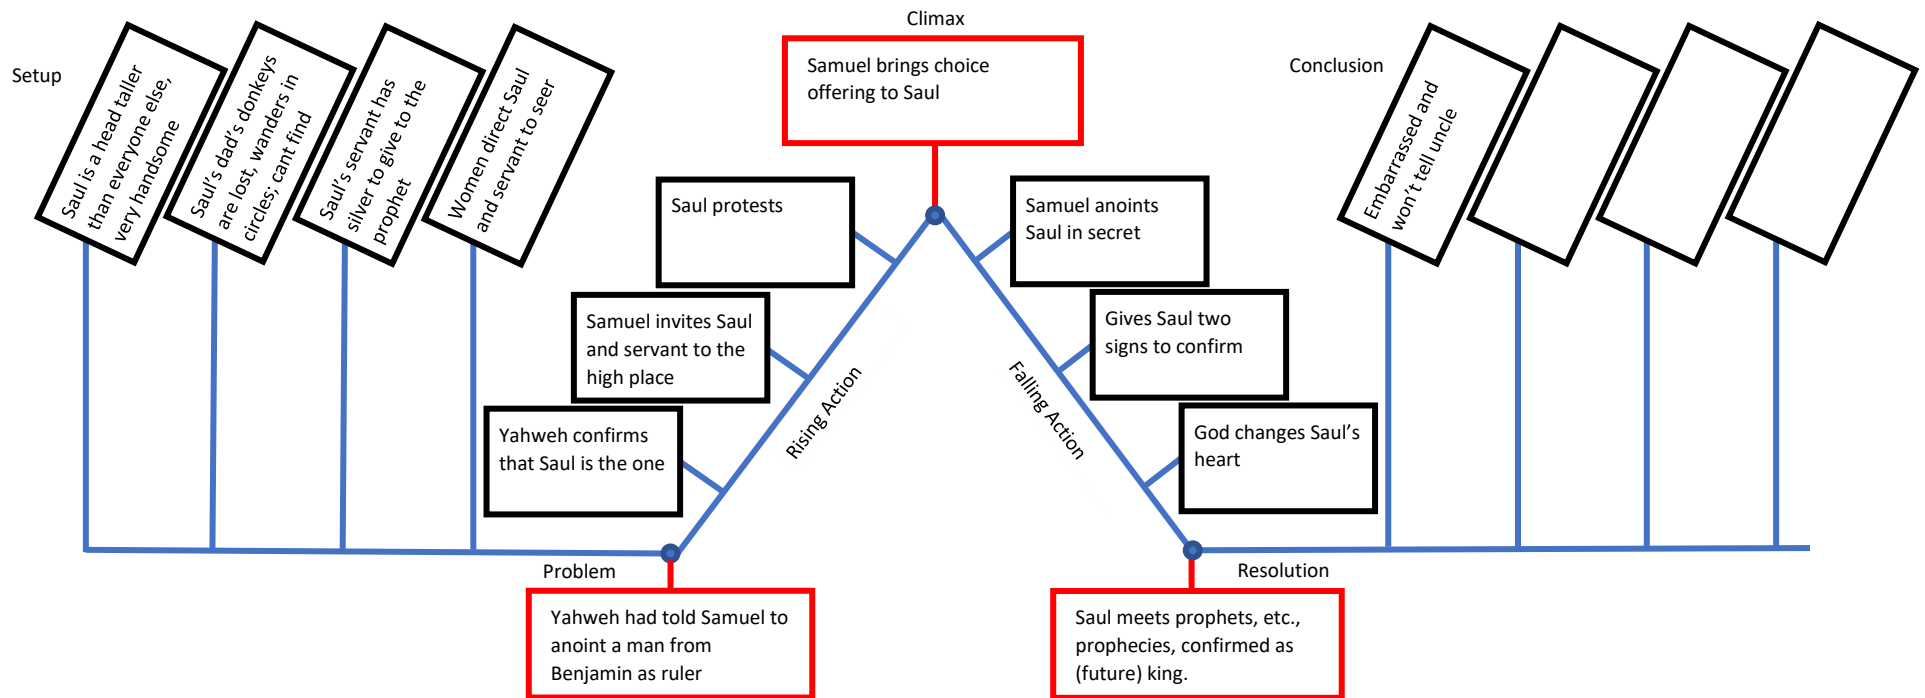 Setup
Saul is a head taller
than everyone else,
very handsome
Saul's dad's donkeys
are lost, wanders in
circles; cant find
Saul's servant has
silver to give to the
prophet
Women direct Saul
and servant to seer
Problem
Yahweh had told Samuel to
anoint a man from
Benjamin as ruler
Rising Action
Yahweh confirms
that Saul is the one
Samuel invites Saul
and servant to the
high place
Saul protests
Climax
Samuel brings choice
offering to Saul
Falling Action
Samuel anoints
Saul in secret
Gives Saul two
signs to confirm
God changes Saul's
heart
Resolution
Saul meets prophets, etc.,
prophecies, confirmed as
(future) king.
Conclusion
Embarrassed and
won't tell uncle